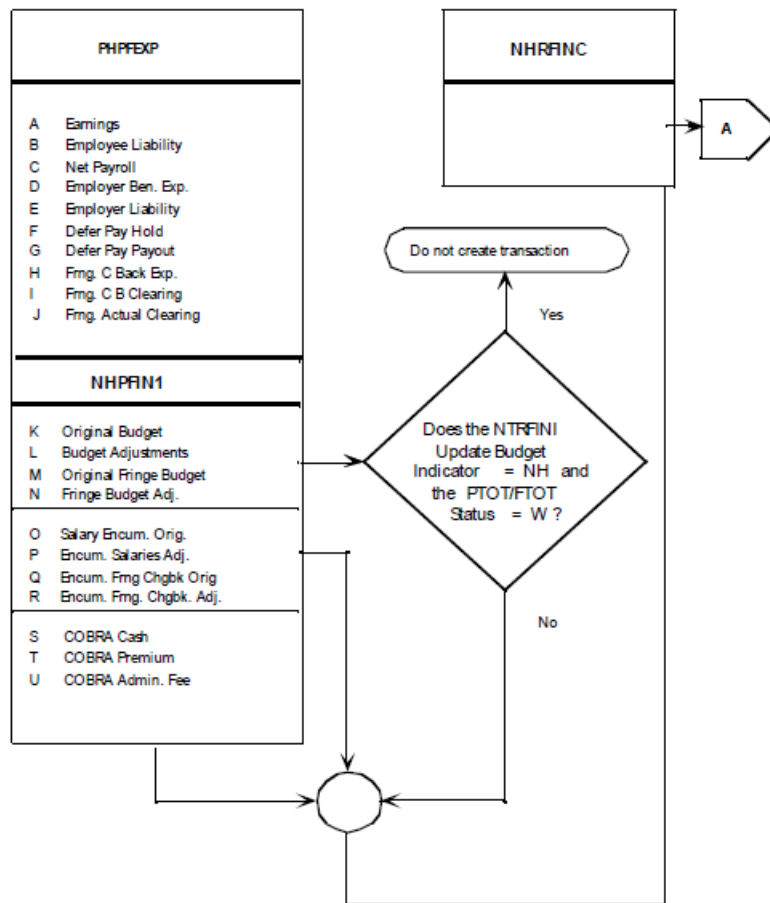 PHPFEXP
A Earnings
B Employee Liability
C Net Payroll
D Employer Ben. Exp.
E Employer Liability
F Defer Pay Hold
G Defer Pay Payout
H Frng. C Back Exp.
I Frng. C B Clearing
J Frng. Actual Clearing
NHPFIN1
K Original Budget
L Budget Adjustments
M Original Fringe Budget
N Fringe Budget Adj.
O Salary Encum. Orig.
P Encum. Salaries Adj.
Q Encum. Frng Chgbk Orig
R Encum. Frng. Chgbk. Adj.
S COBRA Cash
T COBRA Premium
U COBRA Admin. Fee
NHRFINC
A
Do not create transaction
Yes
Does the NTRFINI
Update Budget
Indicator = NH and
the PTOT/FTOT
Status = W ?
No